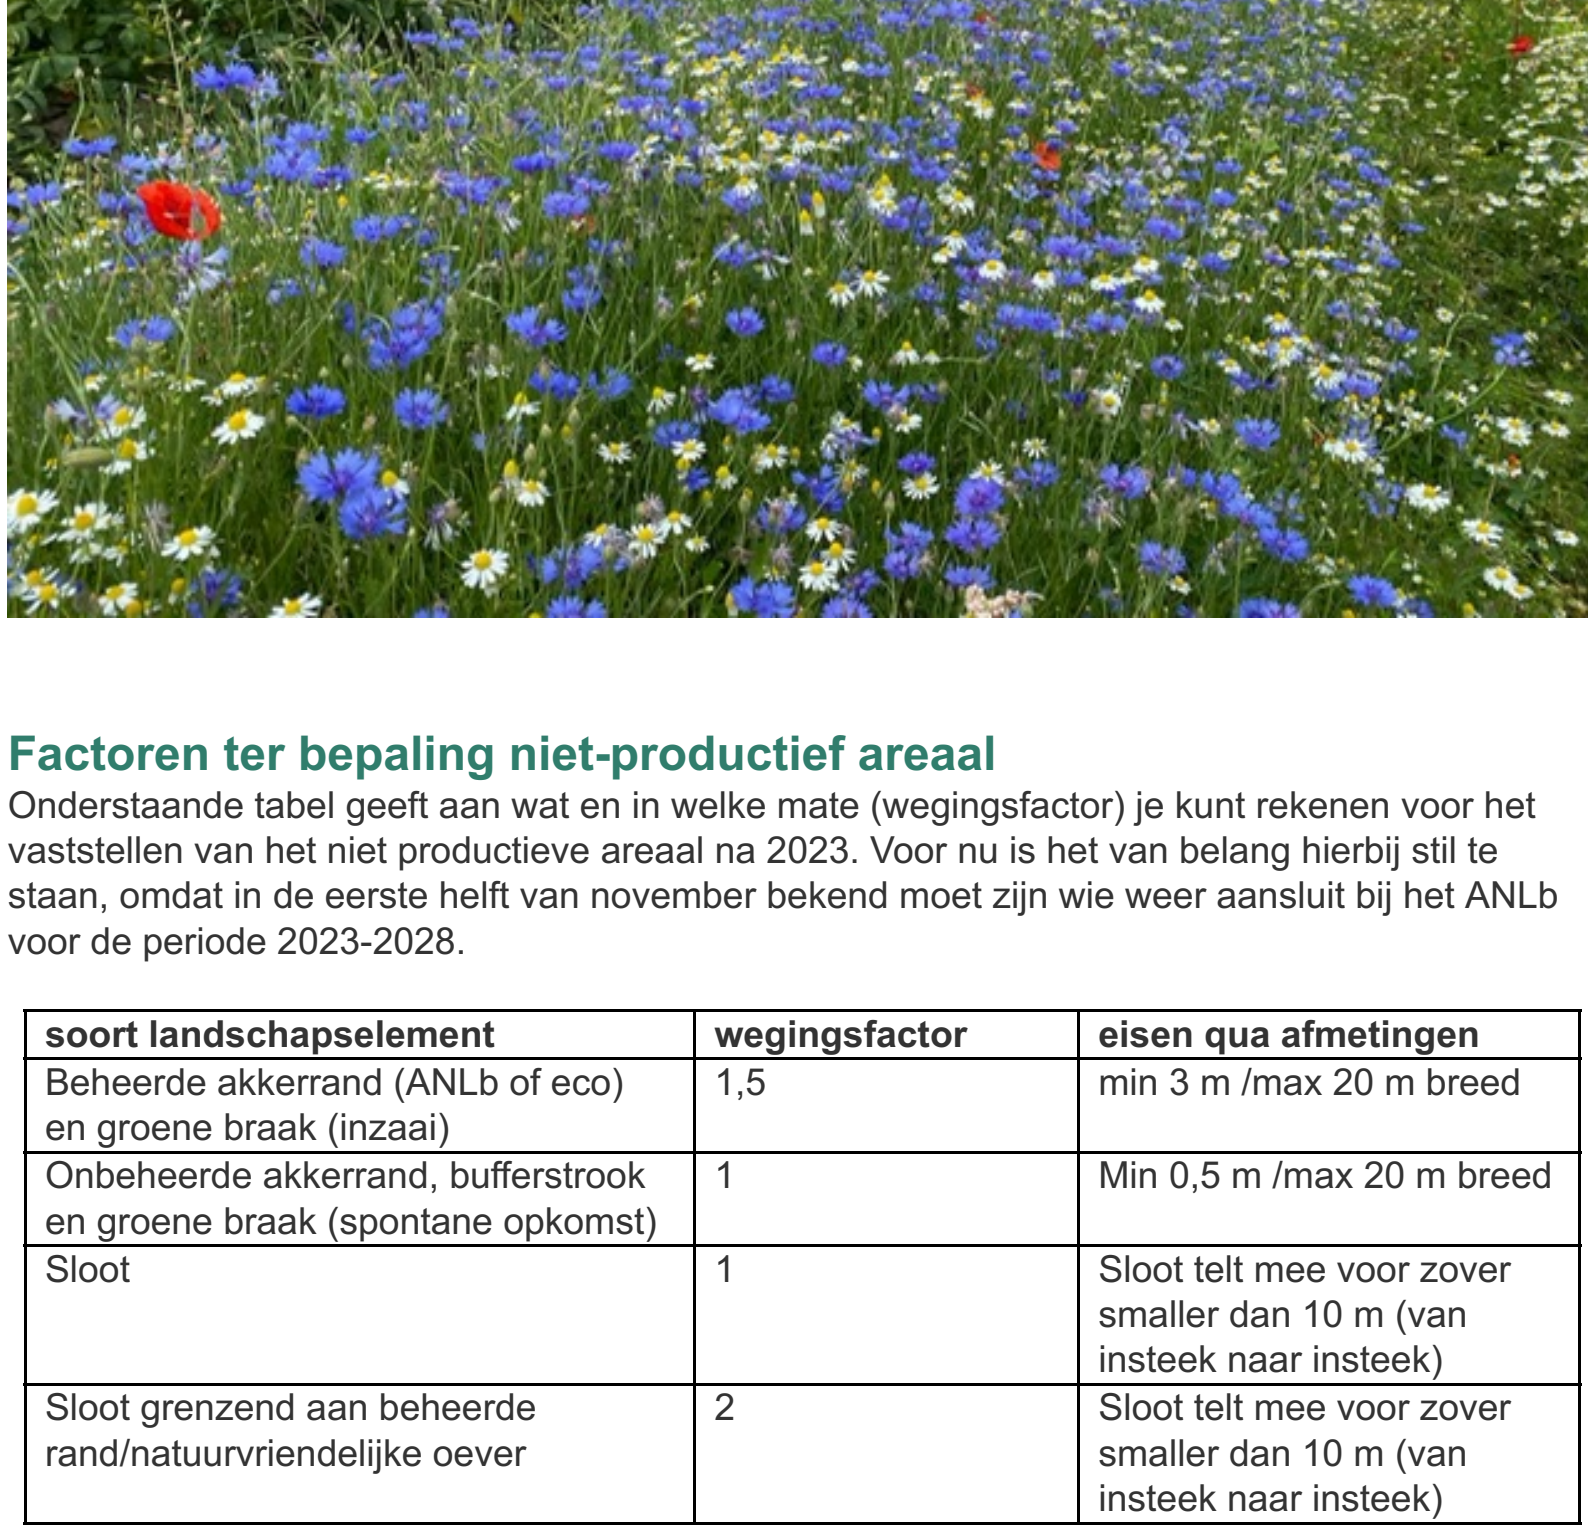 Factoren ter bepaling niet-productief areaal
Onderstaande tabel geeft aan wat en in welke mate (wegingsfactor) je kunt rekenen voor het
vaststellen van het niet productieve areaal na 2023. Voor nu is het van belang hierbij stil te
staan, omdat in de eerste helft van november bekend moet zijn wie weer aansluit bij het ANLb
voor de periode 2023-2028.
soort landschapselement wegingsfactor eisen qua afmetingen
Beheerde akkerrand (ANLb of eco) 1,5 min 3 m /max 20 m breed
en groene braak (inzaai)
Onbeheerde akkerrand, bufferstrook 1 Min 0,5 m /max 20 m breed
en groene braak (spontane opkomst)
Sloot 1 Sloot telt mee voor zover
smaller dan 10 m (van
insteek naar insteek)
Sloot grenzend aan beheerde 2 Sloot telt mee voor zover
rand/natuurvriendelijke oever smaller dan 10 m (van
insteek naar insteek)